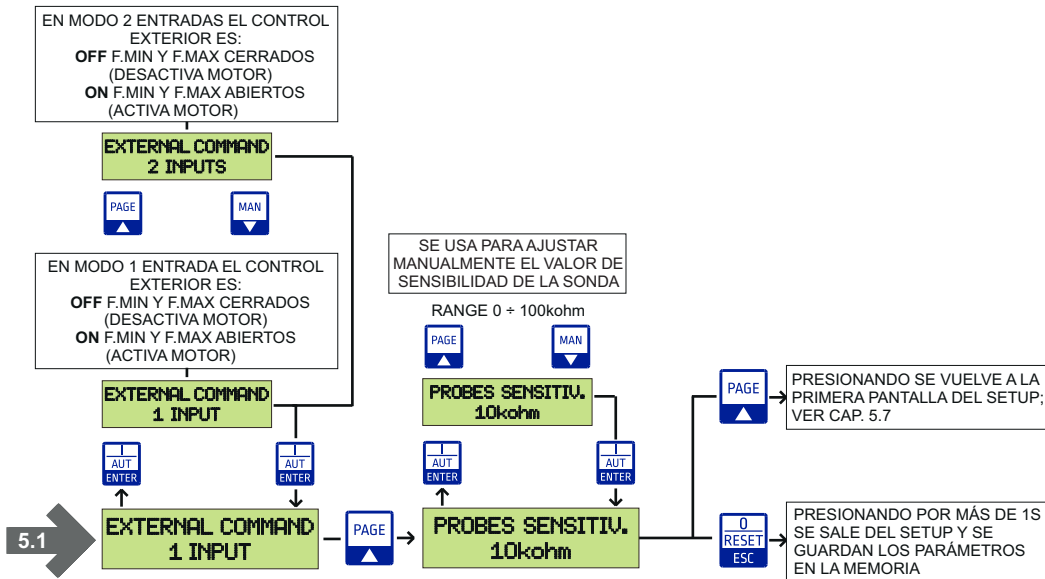 EN MODO 2 ENTRADAS EL CONTROL
EXTERIOR ES:
OFF F.MIN Y F.MAX CERRADOS
(DESACTIVA MOTOR)
ON F.MIN Y F.MAX ABIERTOS
(ACTIVA MOTOR)
EXTERNAL COMMAND
2 INPUTS
PAGE
MAN
EN MODO 1 ENTRADA EL CONTROL
EXTERIOR ES:
OFF F.MIN Y F.MAX CERRADOS
(DESACTIVA MOTOR)
ON F.MIN Y F.MAX ABIERTOS
(ACTIVA MOTOR)
EXTERNAL COMMAND
1 INPUT
I
AUT
ENTER
I
AUT
ENTER
5.1
EXTERNAL COMMAND
1 INPUT
PAGE
SE USA PARA AJUSTAR
MANUALMENTE EL VALOR DE
SENSIBILIDAD DE LA SONDA
RANGE 0 ÷ 100kohm
PAGE
MAN
PROBES SENSITIV.
10kohm
I
AUT
ENTER
I
AUT
ENTER
PROBES SENSITIV.
10kohm
PAGE
PRESIONANDO SE VUELVE A LA
PRIMERA PANTALLA DEL SETUP;
VER CAP. 5.7
0
RESET
ESC
PRESIONANDO POR MÁS DE 1S
SE SALE DEL SETUP Y SE
GUARDAN LOS PARÁMETROS
EN LA MEMORIA